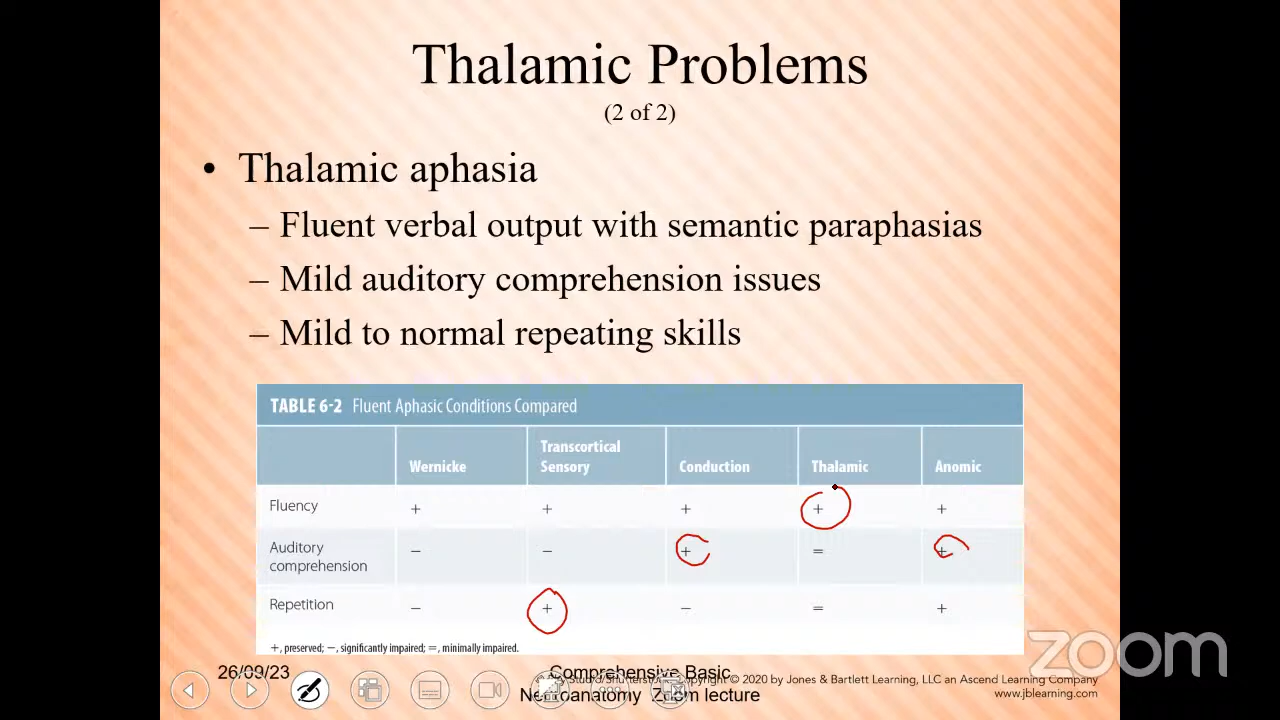 Thalamic Problems
(2 of 2)
• Thalamic aphasia
– Fluent verbal output with semantic paraphasias
– Mild auditory comprehension issues
– Mild to normal repeating skills
TABLE 6-2 Fluent Aphasic Conditions Compared
Wernicke Transcortical Sensory Conduction Thalamic Anomic
Fluency + + + + +
Auditory comprehension − − + = +
Repetition − + − = +
+, preserved; −, significantly impaired; =, minimally impaired.
26/09/23
Comprehensive Basic
Neuroanatomy Zoom lecture
Copyright © 2020 by Jones & Bartlett Learning, LLC an Ascend Learning Company
www.jblearning.com
zoom